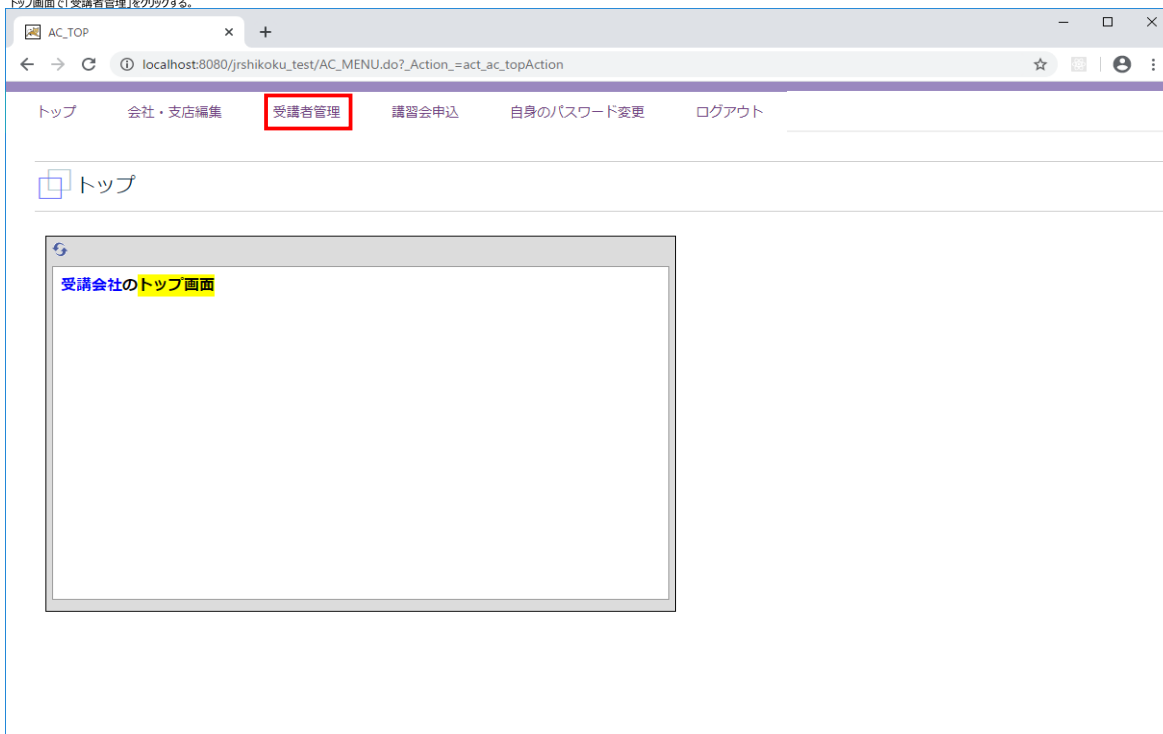 トップ画面で「受講者管理」をクリックする。
AC_TOP
localhost:8080/jrshikoku_test/AC_MENU.do?_Action_=act_ac_topAction
トップ 会社・支店編集 受講者管理 講習会申込 自身のパスワード変更 ログアウト
トップ
受講会社のトップ画面